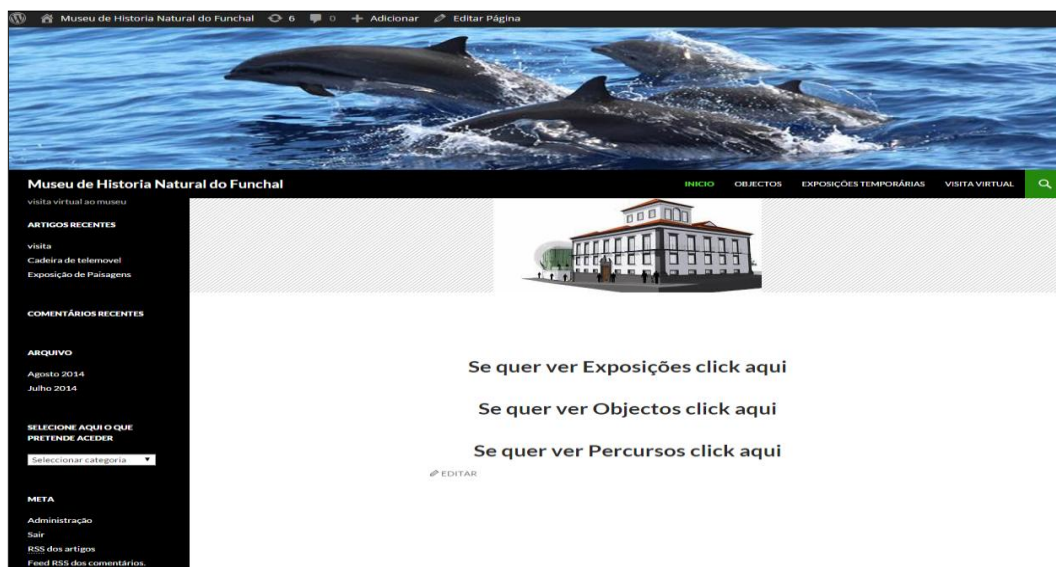 Museu de Historia Natural do Funchal 6 0 + Adicionar Editar Página
Museu de Historia Natural do Funchal
INICIO OBJECTOS EXPOSIÇÕES TEMPORÁRIAS VISITA VIRTUAL
visita virtual ao museu
ARTIGOS RECENTES
visita
Cadeira de telemovel
Exposição de Paisagens
COMENTÁRIOS RECENTES
ARQUIVO
Agosto 2014
Julho 2014
SELECIONE AQUI O QUE
PRETENDE ACEDER
Seleccionar categoria
META
Administração
Sair
RSS dos artigos
Feed RSS dos comentários.
Se quer ver Exposições click aqui
Se quer ver Objectos click aqui
Se quer ver Percursos click aqui
EDITAR